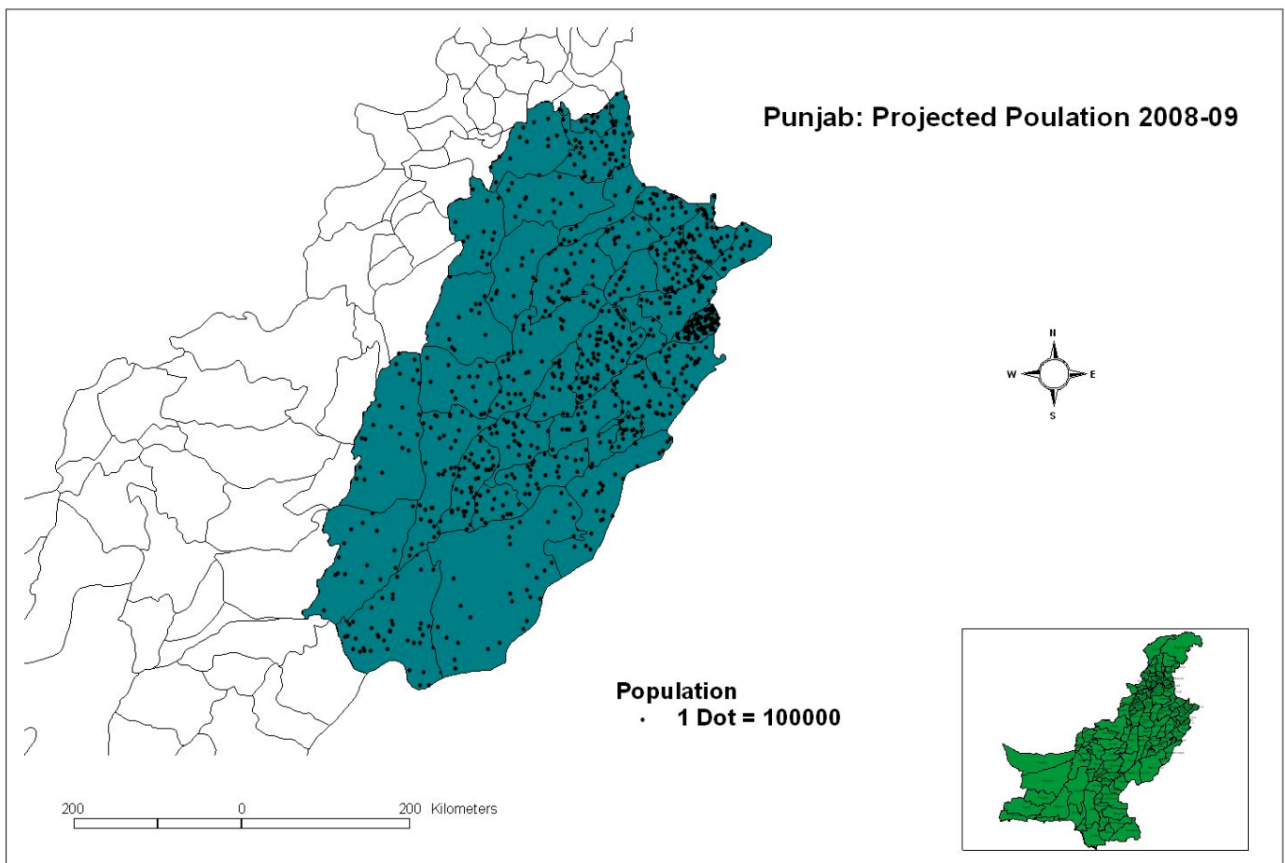 Punjab: Projected Poulation 2008-09
N
W E
S
Population
1 Dot = 100000
200 0 200 Kilometers